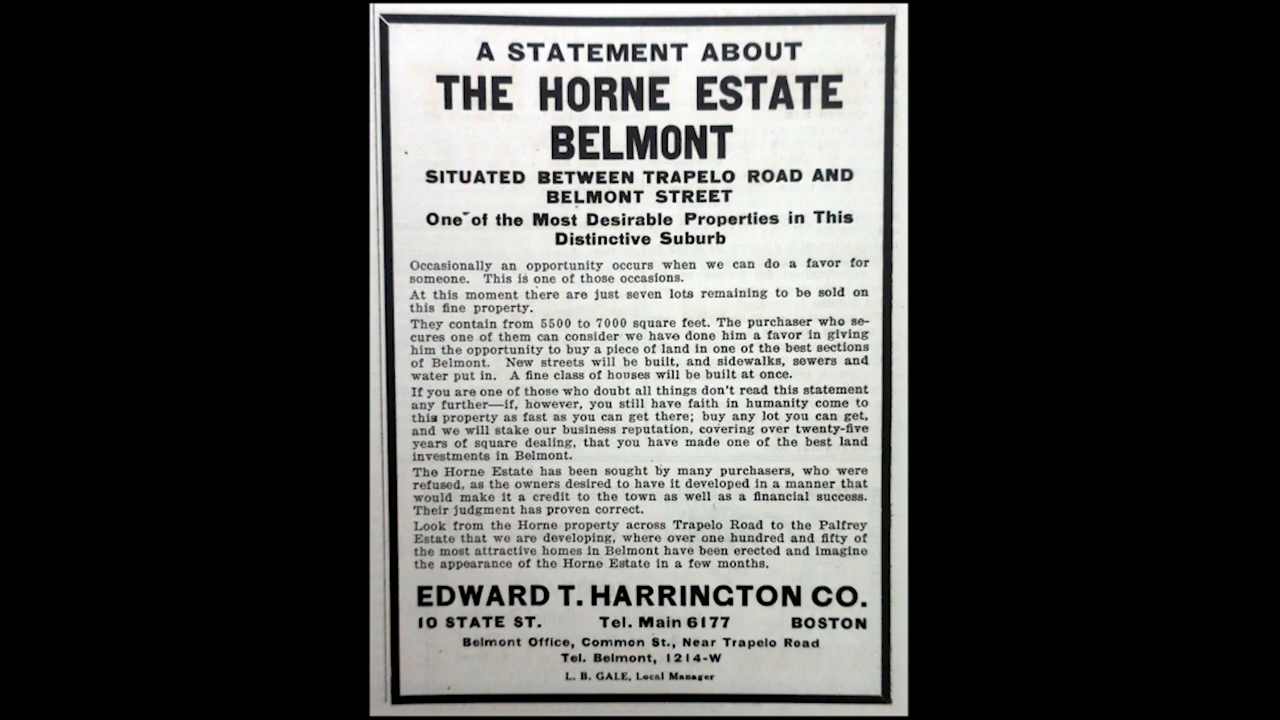 A STATEMENT ABOUT
THE HORNE ESTATE
BELMONT
SITUATED BETWEEN TRAPELO ROAD AND
BELMONT STREET
One of the Most Desirable Properties in This
Distinctive Suburb
Occasionally an opportunity occurs when we can do a favor for
someone. This is one of those occasions.
At this moment there are just seven lots remaining to be sold on
this fine property.
They contain from 5500 to 7000 square feet. The purchaser who se-
cures one of them can consider we have done him a favor in giving
him the opportunity to buy a piece of land in one of the best sections
of Belmont. New streets will be built, and sidewalks, sewers and
water put in. A fine class of houses will be built at once.
If you are one of those who doubt all things don't read this statement
any further—if, however, you still have faith in humanity come to
this property as fast as you can get there; buy any lot you can get,
and we will stake our business reputation, covering over twenty-five
years of square dealing, that you have made one of the best land
investments in Belmont.
The Horne Estate has been sought by many purchasers, who were
refused, as the owners desired to have it developed in a manner that
would make it a credit to the town as well as a financial success.
Their judgment has proven correct.
Look from the Horne property across Trapelo Road to the Palfrey
Estate that we are developing, where over one hundred and fifty of
the most attractive homes in Belmont have been erected and imagine
the appearance of the Horne Estate in a few months.
EDWARD T. HARRINGTON CO.
10 STATE ST. Tel. Main 6177 BOSTON
Belmont Office, Common St., Near Trapelo Road
Tel. Belmont, 1214-W
L. B. GALE, Local Manager